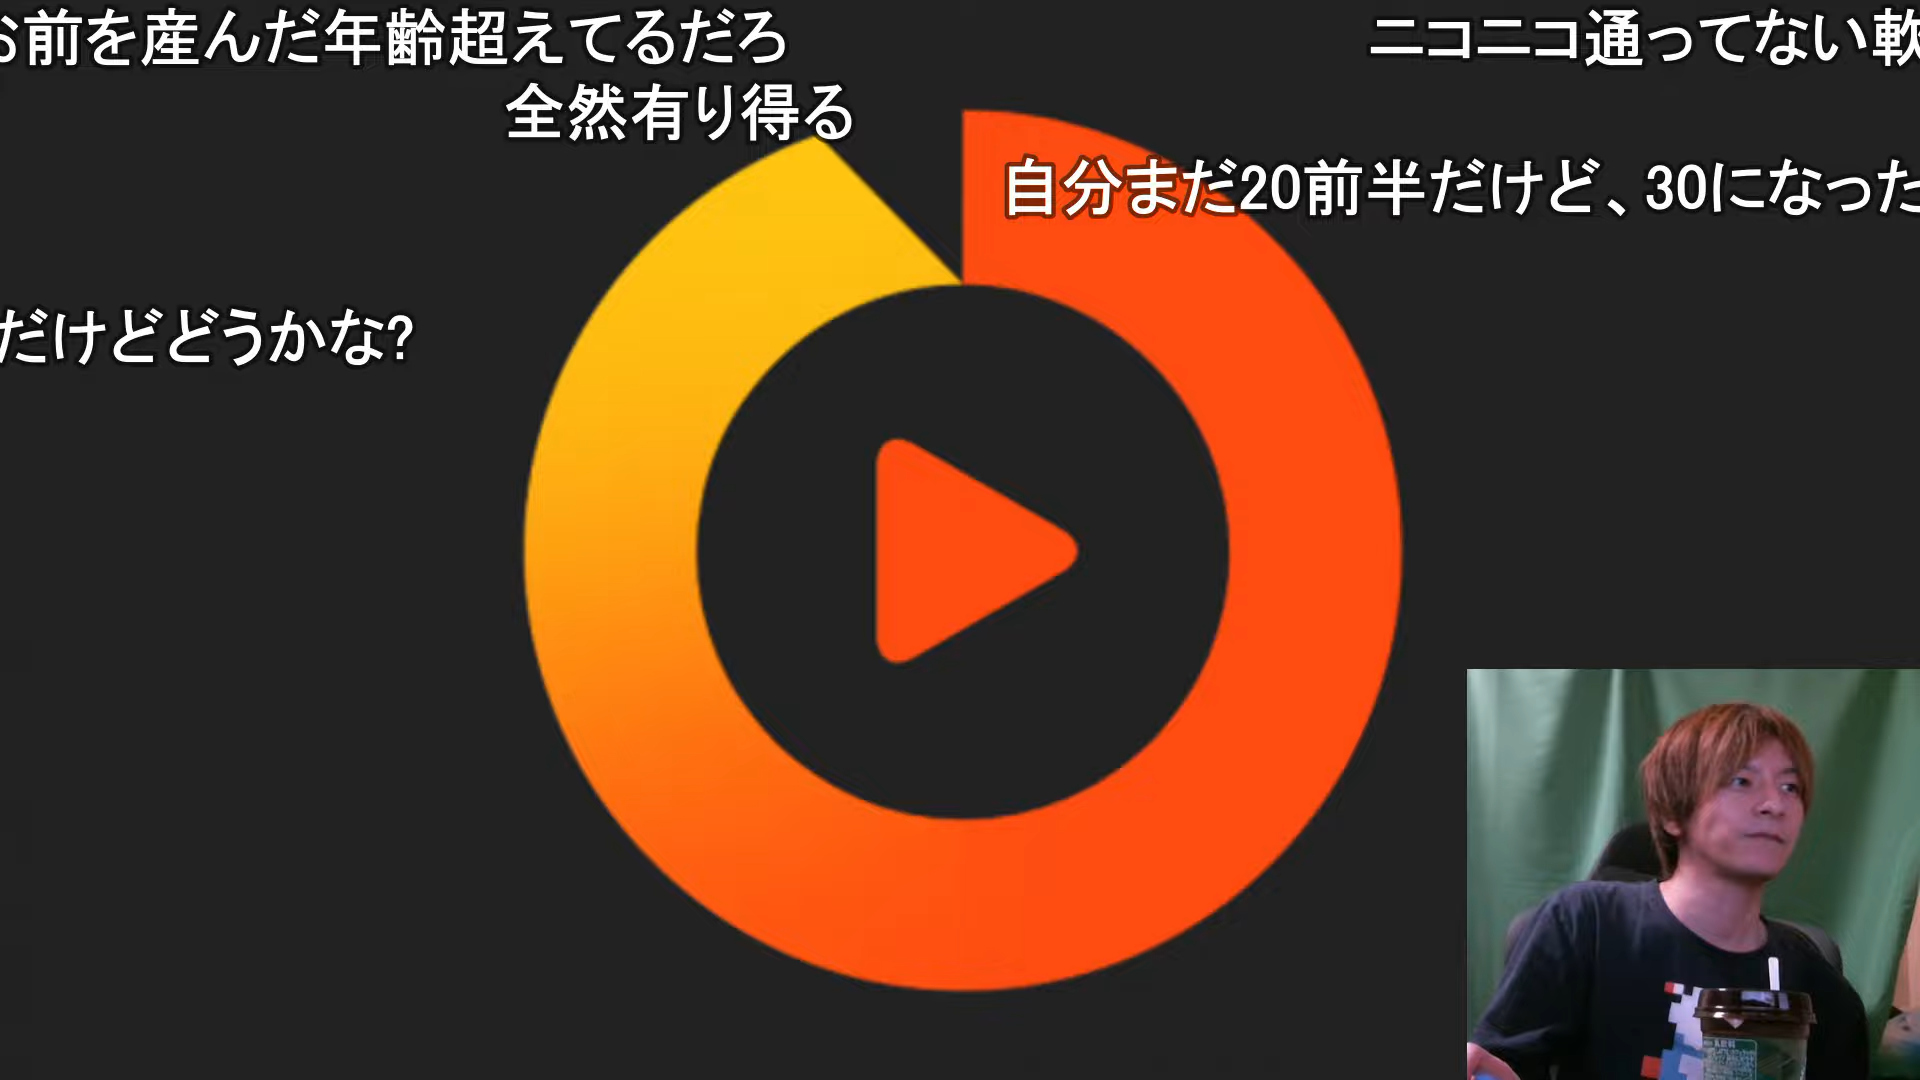 お前を産んだ年齢超えてるだろ
ニコニコ通ってない軟
全然有り得る
自分まだ20前半だけど、30になった
だけどどうかな?